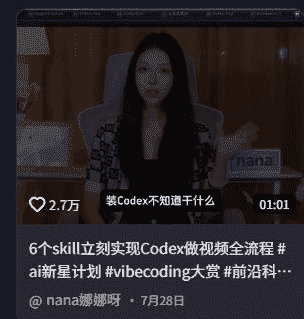 nana
装Codex不知道干什么
2.7万
01:01
6个skill立刻实现Codex做视频全流程 #
ai新星计划 #vibecoding大赏 #前沿科…
@ nana娜娜呀 · 7月28日